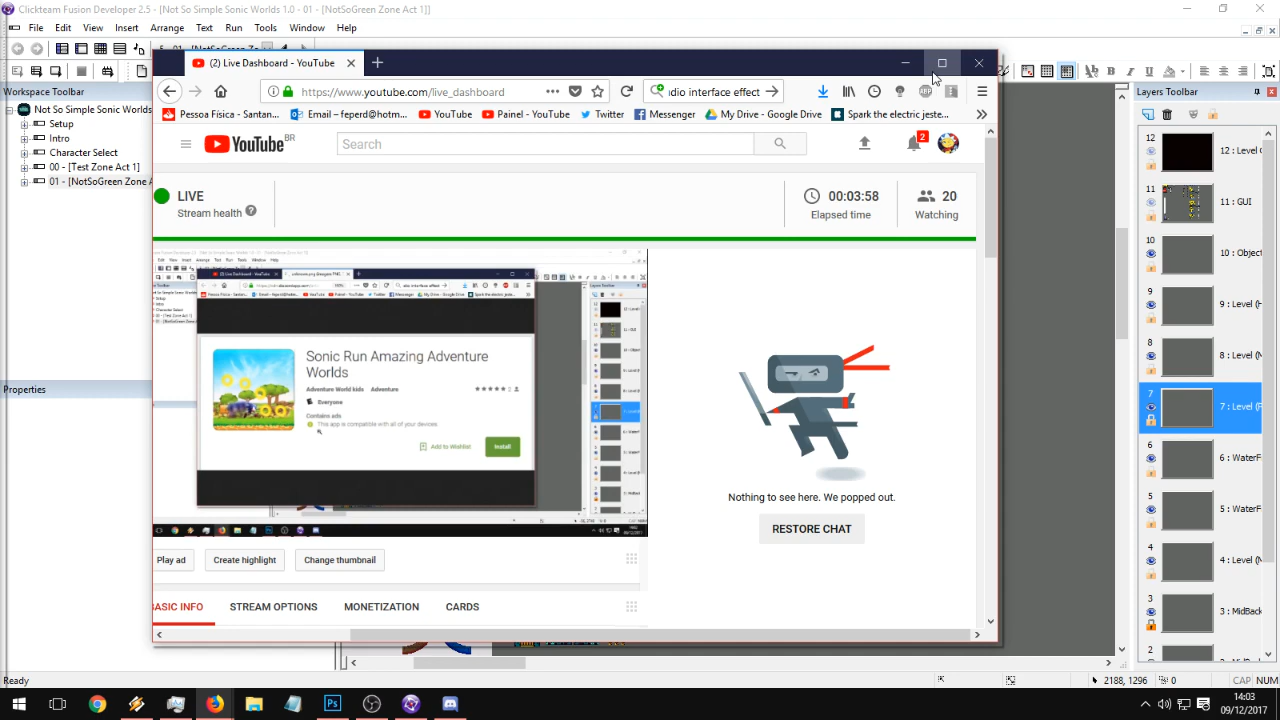 Clickteam Fusion Developer 2.5 - [Not So Simple Sonic Worlds 1.0 - 01 - [NotSoGreen Zone Act 1]]
File Edit View Insert Arrange Text Run Tools Window Help
Workspace Toolbar
Not So Simple Sonic Worlds
Setup
Intro
Character Select
00 - [Test Zone Act 1]
01 - [NotSoGreen Zone A
Properties
(2) Live Dashboard - YouTube
https://www.youtube.com/live_dashboard
dio interface effect
Pessoa Física - Santan...
Email – feperd@hotm...
YouTube
Painel - YouTube
Twitter
Messenger
My Drive - Google Drive
Spark the electric jeste...
YouTube BR
Search
2
LIVE
Stream health
00:03:58
Elapsed time
20
Watching
Sonic Run Amazing Adventure
Worlds
Adventure World kids Adventure
Everyone
Contains ads
This app is compatible with all of your devices
Add to Wishlist
Install
Nothing to see here. We popped out.
RESTORE CHAT
Play ad
Create highlight
Change thumbnail
BASIC INFO
STREAM OPTIONS
MONETIZATION
CARDS
Layers Toolbar
12
12 : Level (
11
11 : GUI
10
10 : Object
9
9 : Level (H
8
8 : Level (
7
7 : Level (F
6
6 : WaterF
5
5 : WaterF
4
4 : Level (
3
3 : MidBack
2
Ready
2188, 1296
0
CAP NUM
Ps
14:03
09/12/2017